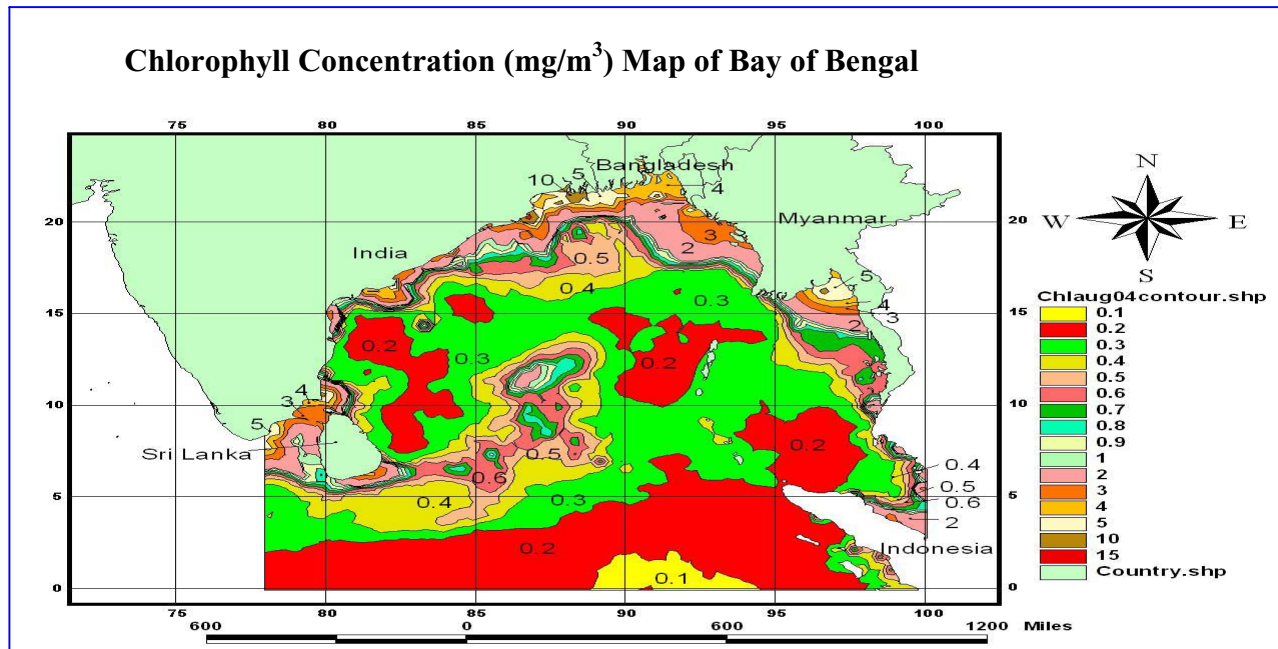 Chlorophyll Concentration (mg/m³) Map of Bay of Bengal
75 80 85 90 95 100
Bangladesh
10 5 4
20 Myanmar 20
3
India 2
0.5 5
0.4 0.3 4
3
15 2 15
0.2 0.2
0.3
4
10 3 10
5 0.2
Sri Lanka 0.5
0.6 0.4
0.5
5 0.4 0.3 0.6 5
2
0.2 Indonesia
0.1
0 0
75 80 85 90 95 100
600 0 600 1200 Miles
N
W E
S
Chlaug04contour.shp
0.1
0.2
0.3
0.4
0.5
0.6
0.7
0.8
0.9
1
2
3
4
5
10
15
Country.shp